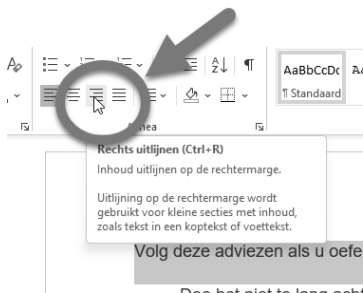 AaBbCcDc
¶ Standaard
Rechts uitlijnen (Ctrl+R)
Inhoud uitlijnen op de rechtermarge.
Uitlijning op de rechtermarge wordt
gebruikt voor kleine secties met inhoud,
zoals tekst in een koptekst of voettekst.
Volg deze adviezen als u oefe